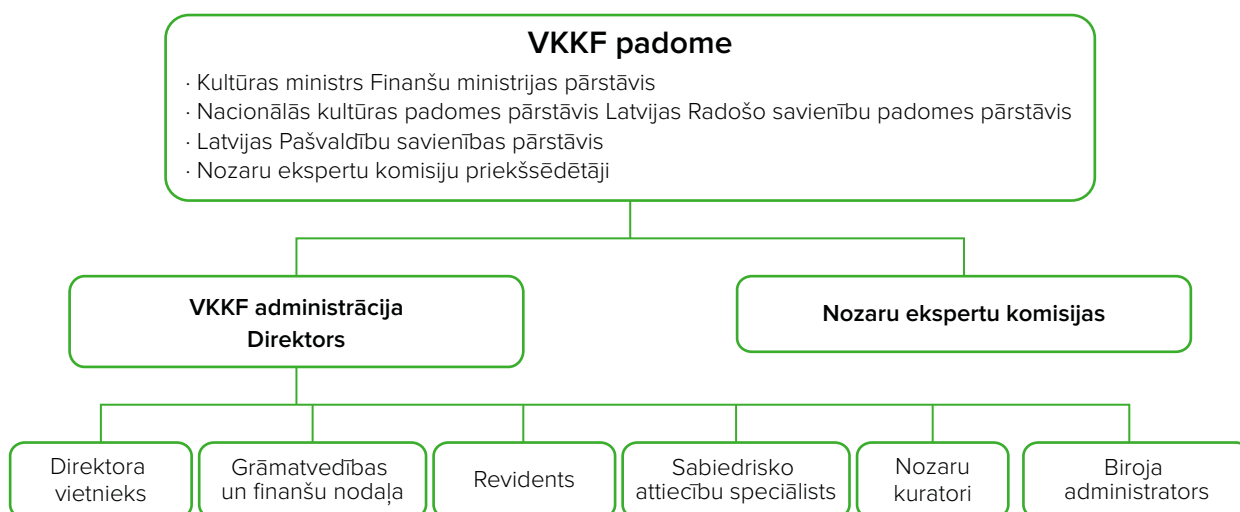 VKKF padome
· Kultūras ministrs Finanšu ministrijas pārstāvis
· Nacionālās kultūras padomes pārstāvis Latvijas Radošo savienību padomes pārstāvis
· Latvijas Pašvaldību savienības pārstāvis
· Nozaru ekspertu komisiju priekšsēdētāji
VKKF administrācija
Direktors
Nozaru ekspertu komisijas
Direktora
vietnieks
Grāmatvedības
un finanšu nodaļa
Revidents
Sabiedrisko
attiecību speciālists
Nozaru
kuratori
Biroja
administrators